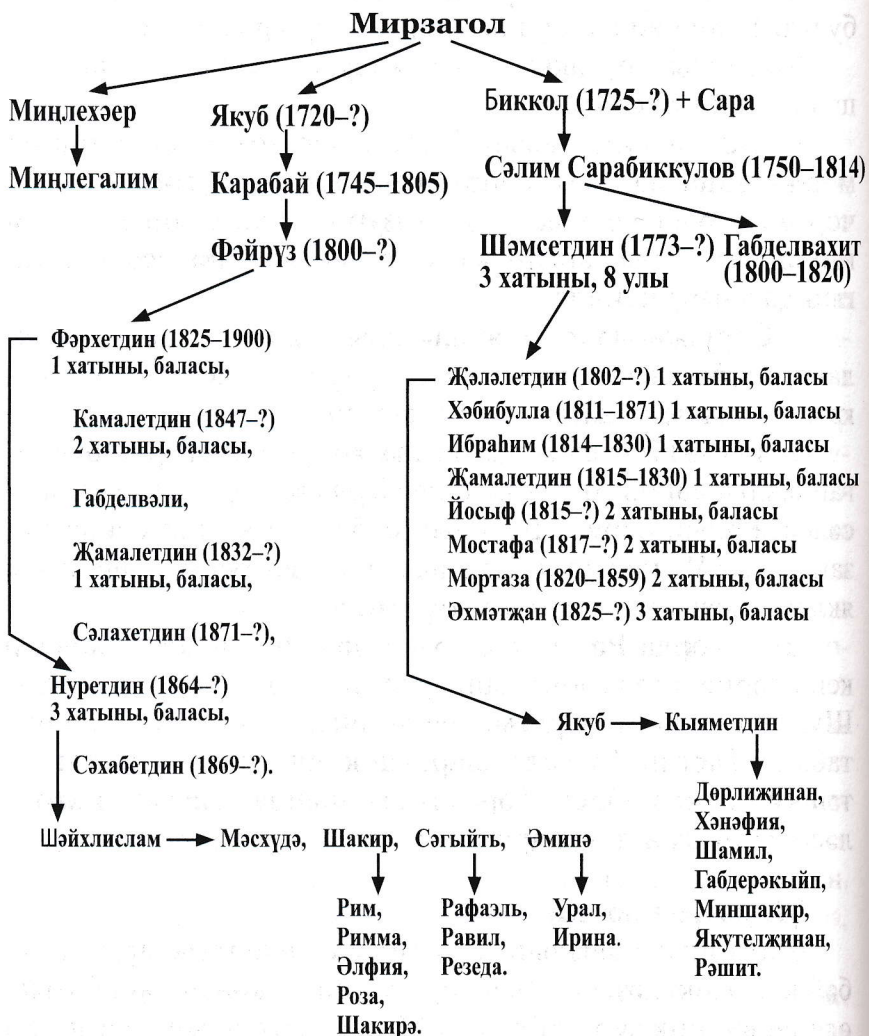 Мирзагол
Миңлехәер
Якуб (1720–?)
Биккол (1725–?) + Сара
Миңлегалим
Карабай (1745–1805)
Сәлим Сарабиккулов (1750–1814)
Фәйрүз (1800–?)
Шәмсетдин (1773–?)
3 хатыны, 8 улы
Габделвахит
(1800–1820)
Фәрхетдин (1825–1900)
1 хатыны, баласы,
Камалетдин (1847–?)
2 хатыны, баласы,
Габделвәли,
Җамалетдин (1832–?)
1 хатыны, баласы,
Сәлахетдин (1871–?),
Нуретдин (1864–?)
3 хатыны, баласы,
Сәхабетдин (1869–?).
Җәләлетдин (1802–?) 1 хатыны, баласы
Хәбибулла (1811–1871) 1 хатыны, баласы
Ибраһим (1814–1830) 1 хатыны, баласы
Җамалетдин (1815–1830) 1 хатыны, баласы
Йосыф (1815–?) 2 хатыны, баласы
Мостафа (1817–?) 2 хатыны, баласы
Мортаза (1820–1859) 2 хатыны, баласы
Әхмәтҗан (1825–?) 3 хатыны, баласы
Якуб
Кыяметдин
Дөрлиҗинан,
Хәнәфия,
Шамил,
Габдерәкыйп,
Миншакир,
Якутелҗинан,
Рәшит.
Шәйхлислам
Мәсхүдә, Шакир, Сәгыйть, Әминә
Рим,
Римма,
Әлфия,
Роза,
Шакирә.
Рафаэль,
Равил,
Резеда.
Урал,
Ирина.